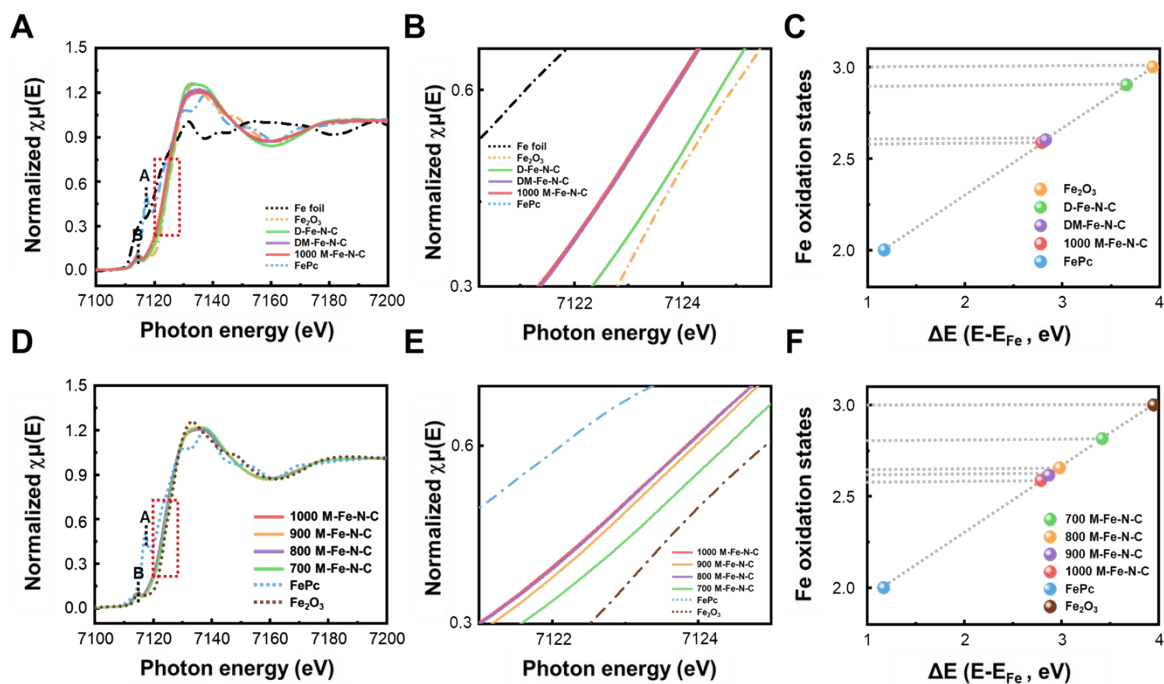 A
Normalized χμ(E)
1.5
1.2
0.9
0.6
0.3
0.0
A
B
Fe foil
Fe₂O₃
D-Fe-N-C
DM-Fe-N-C
1000 M-Fe-N-C
FePc
7100 7120 7140 7160 7180 7200
Photon energy (eV)
B
Normalized χμ(E)
0.6
0.3
Fe foil
Fe₂O₃
D-Fe-N-C
DM-Fe-N-C
1000 M-Fe-N-C
FePc
7122 7124
Photon energy (eV)
C
Fe oxidation states
3.0
2.5
2.0
Fe₂O₃
D-Fe-N-C
DM-Fe-N-C
1000 M-Fe-N-C
FePc
1 2 3 4
ΔE (E-E_Fe , eV)
D
Normalized χμ(E)
1.5
1.2
0.9
0.6
0.3
0.0
A
B
1000 M-Fe-N-C
900 M-Fe-N-C
800 M-Fe-N-C
700 M-Fe-N-C
FePc
Fe₂O₃
7100 7120 7140 7160 7180 7200
Photon energy (eV)
E
Normalized χμ(E)
0.6
0.3
1000 M-Fe-N-C
900 M-Fe-N-C
800 M-Fe-N-C
700 M-Fe-N-C
FePc
Fe₂O₃
7122 7124
Photon energy (eV)
F
Fe oxidation states
3.0
2.5
2.0
700 M-Fe-N-C
800 M-Fe-N-C
900 M-Fe-N-C
1000 M-Fe-N-C
FePc
Fe₂O₃
1 2 3 4
ΔE (E-E_Fe , eV)